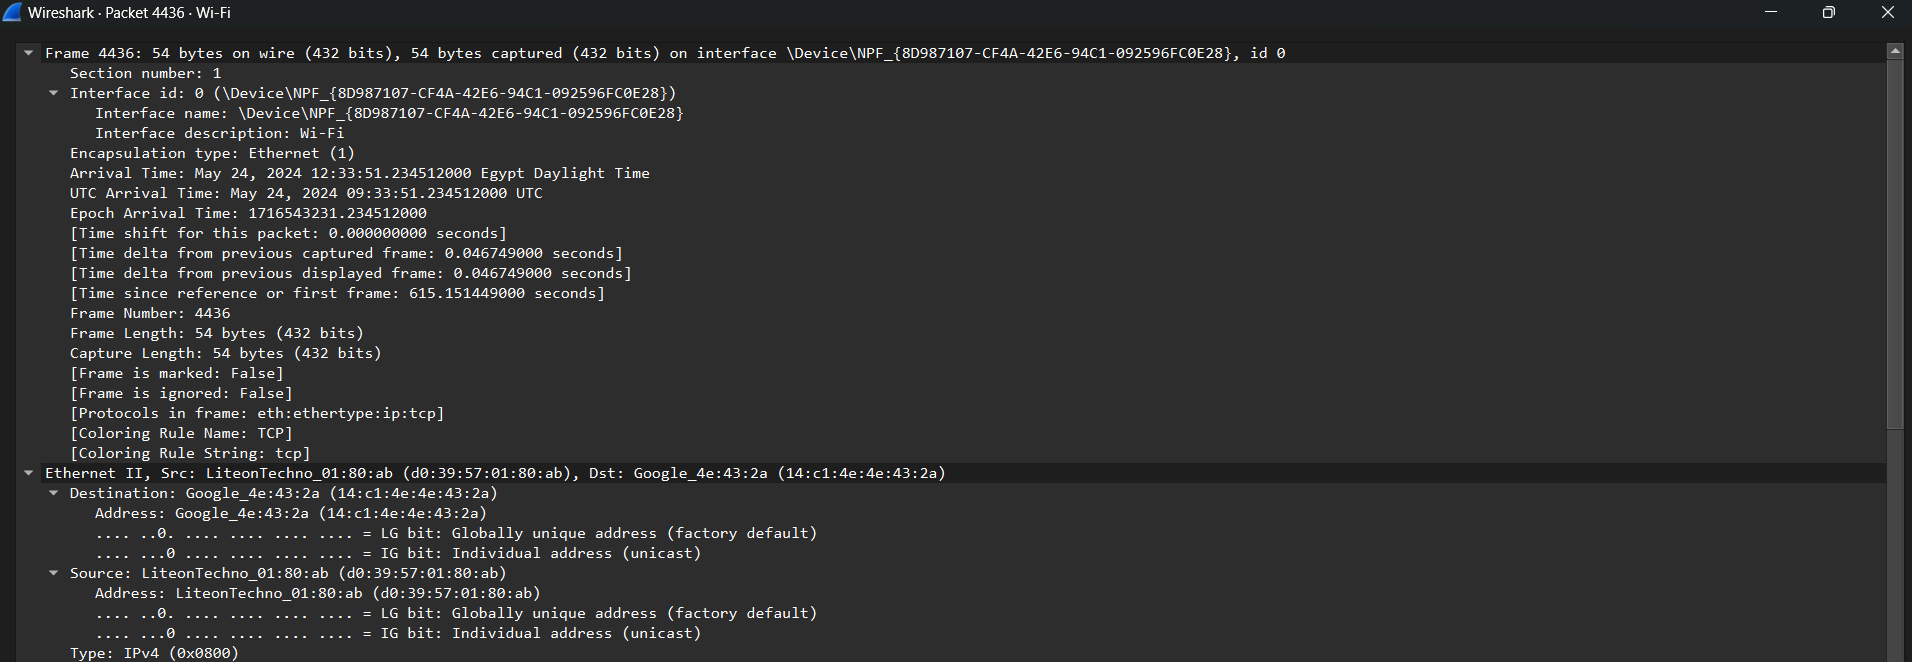 Wireshark · Packet 4436 · Wi-Fi
Frame 4436: 54 bytes on wire (432 bits), 54 bytes captured (432 bits) on interface \Device\NPF_{8D987107-CF4A-42E6-94C1-092596FC0E28}, id 0
Section number: 1
Interface id: 0 (\Device\NPF_{8D987107-CF4A-42E6-94C1-092596FC0E28})
Interface name: \Device\NPF_{8D987107-CF4A-42E6-94C1-092596FC0E28}
Interface description: Wi-Fi
Encapsulation type: Ethernet (1)
Arrival Time: May 24, 2024 12:33:51.234512000 Egypt Daylight Time
UTC Arrival Time: May 24, 2024 09:33:51.234512000 UTC
Epoch Arrival Time: 1716543231.234512000
[Time shift for this packet: 0.000000000 seconds]
[Time delta from previous captured frame: 0.046749000 seconds]
[Time delta from previous displayed frame: 0.046749000 seconds]
[Time since reference or first frame: 615.151449000 seconds]
Frame Number: 4436
Frame Length: 54 bytes (432 bits)
Capture Length: 54 bytes (432 bits)
[Frame is marked: False]
[Frame is ignored: False]
[Protocols in frame: eth:ethertype:ip:tcp]
[Coloring Rule Name: TCP]
[Coloring Rule String: tcp]
Ethernet II, Src: LiteonTechno_01:80:ab (d0:39:57:01:80:ab), Dst: Google_4e:43:2a (14:c1:4e:4e:43:2a)
Destination: Google_4e:43:2a (14:c1:4e:4e:43:2a)
Address: Google_4e:43:2a (14:c1:4e:4e:43:2a)
.... ..0. .... .... .... .... = LG bit: Globally unique address (factory default)
.... ...0 .... .... .... .... = IG bit: Individual address (unicast)
Source: LiteonTechno_01:80:ab (d0:39:57:01:80:ab)
Address: LiteonTechno_01:80:ab (d0:39:57:01:80:ab)
.... ..0. .... .... .... .... = LG bit: Globally unique address (factory default)
.... ...0 .... .... .... .... = IG bit: Individual address (unicast)
Type: IPv4 (0x0800)